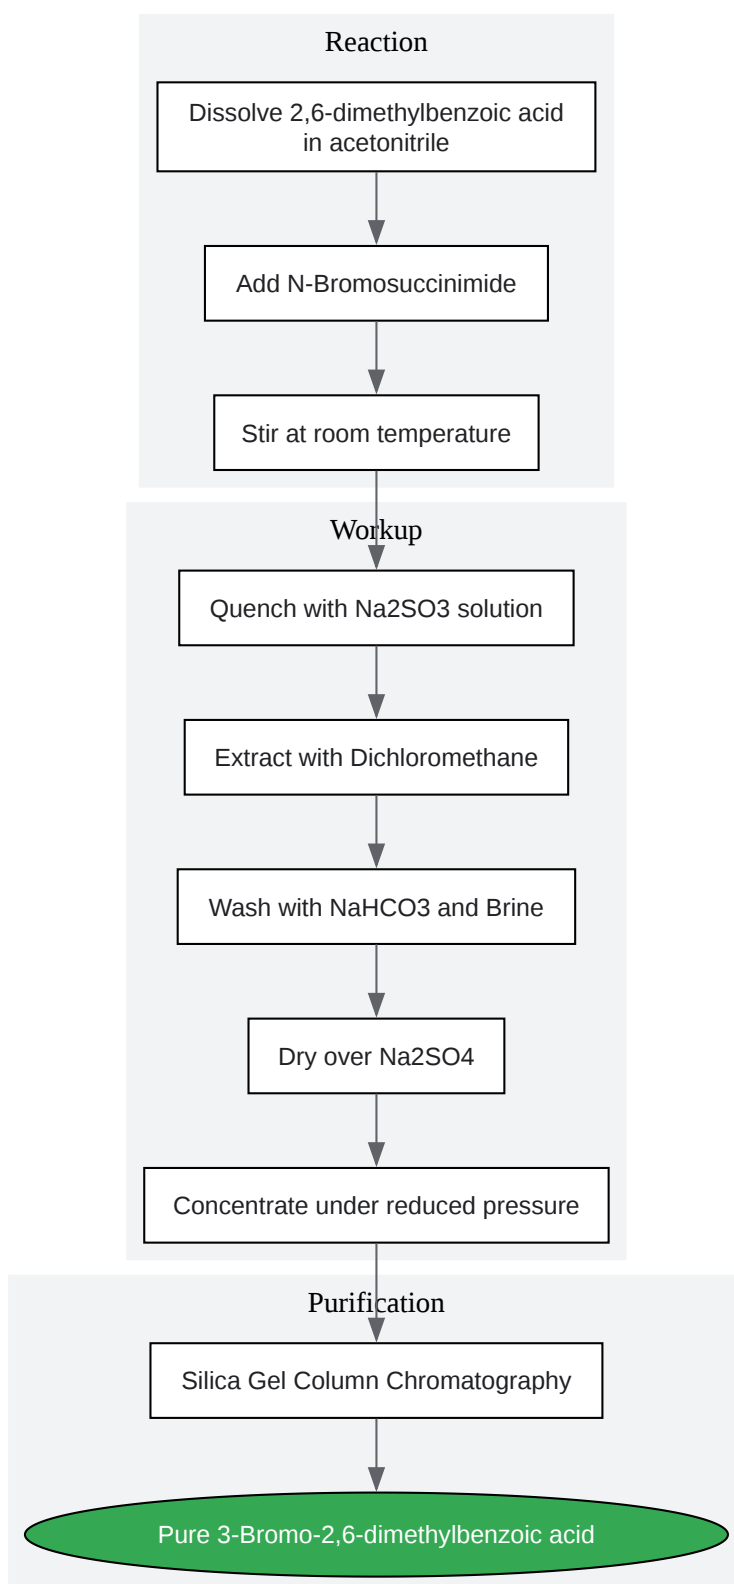 Reaction
Dissolve 2,6-dimethylbenzoic acid
in acetonitrile
Add N-Bromosuccinimide
Stir at room temperature
Workup
Quench with Na2SO3 solution
Extract with Dichloromethane
Wash with NaHCO3 and Brine
Dry over Na2SO4
Concentrate under reduced pressure
Purification
Silica Gel Column Chromatography
Pure 3-Bromo-2,6-dimethylbenzoic acid